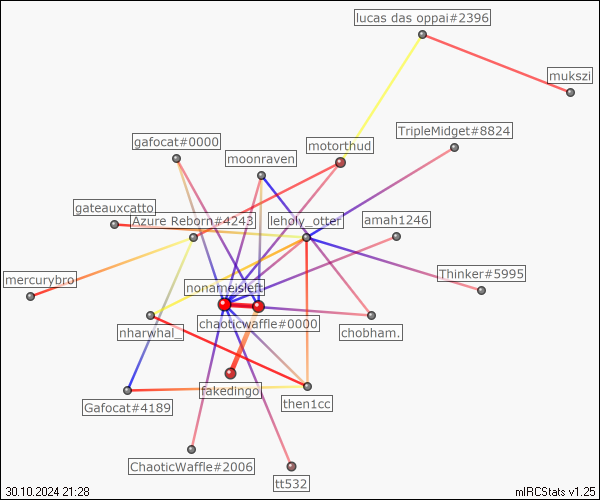 lucas das oppai#2396
mukszi
TripleMidget#8824
gafocat#0000
motorthud
moonraven
gateauxcatto
Azure Reborn#4243
leholy_otter
amah1246
mercurybro
Thinker#5995
nonameisleft
nharwhal_
chaoticwaffle#0000
chobham.
fakedingo
Gafocat#4189
then1cc
ChaoticWaffle#2006
tt532
30.10.2024 21:28
mIRCStats v1.25